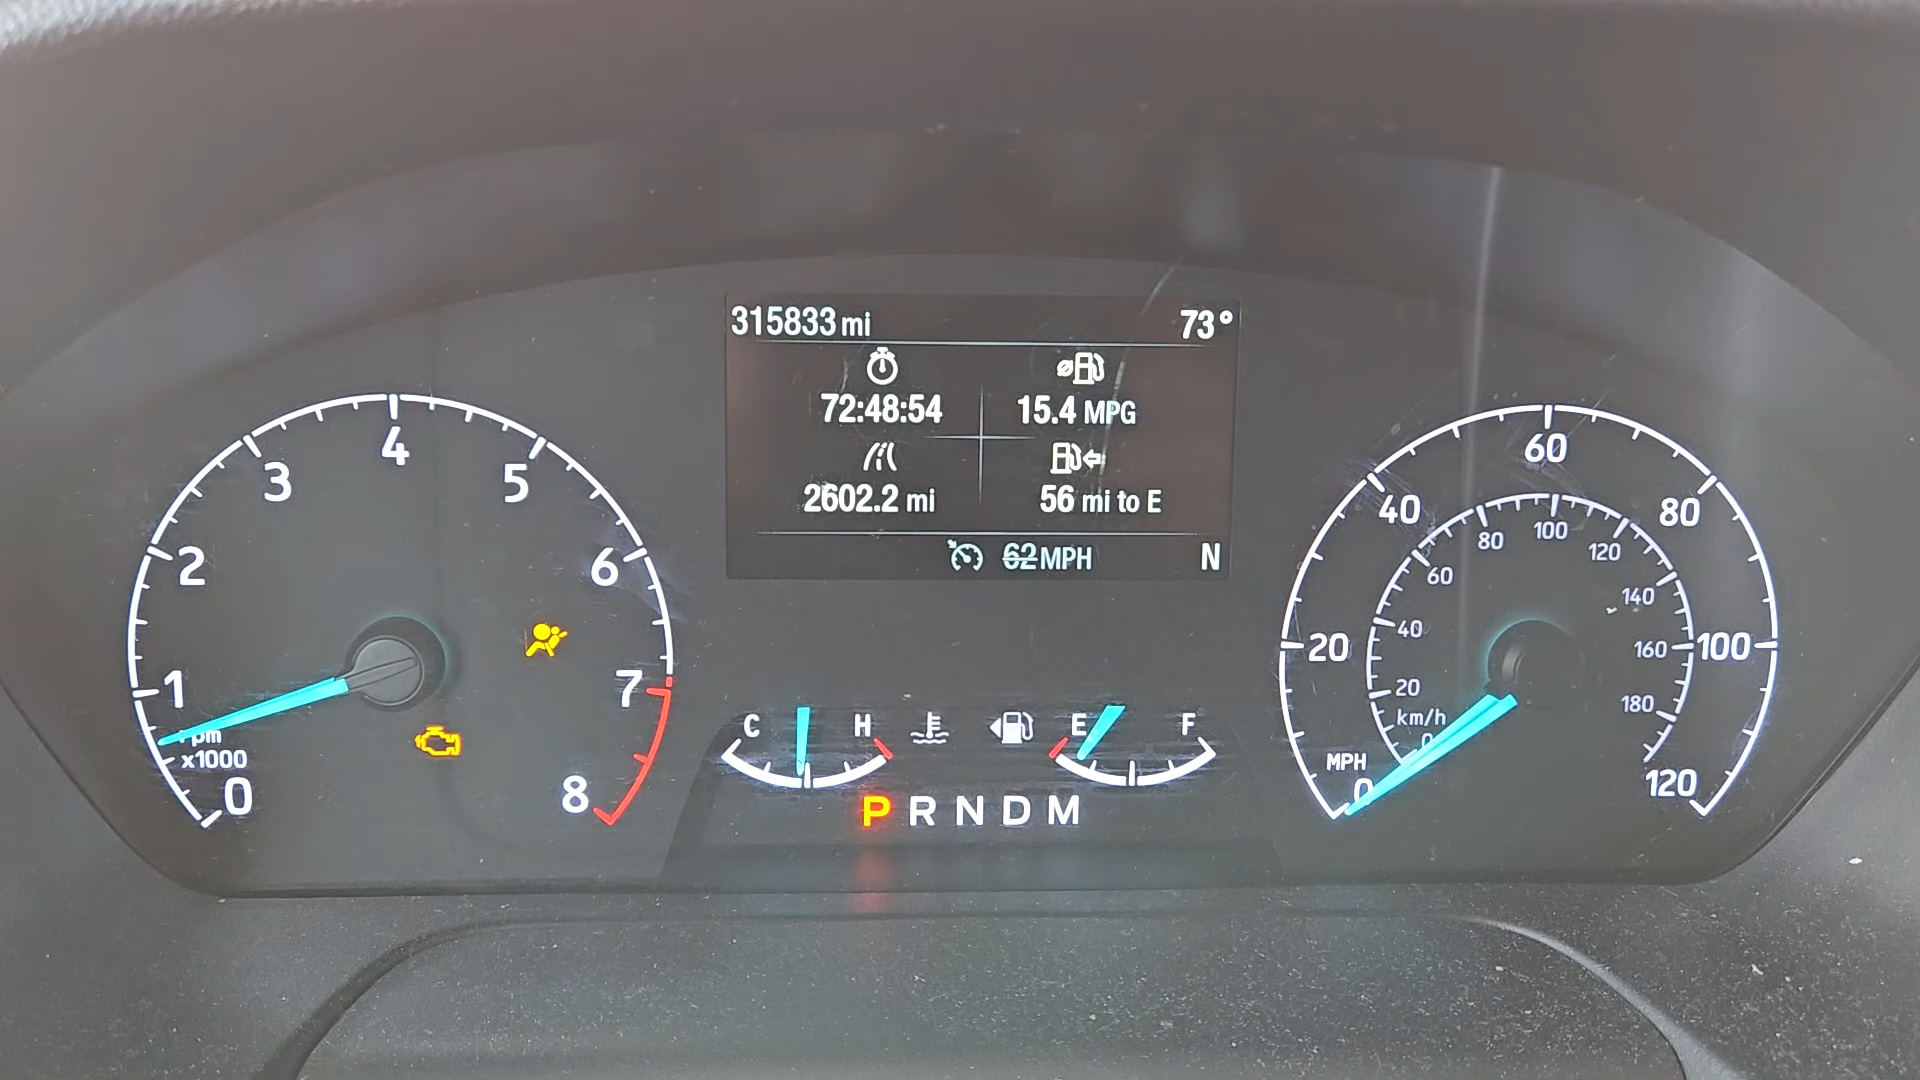 315833 mi 73°
72:48:54 15.4 MPG
2602.2 mi 56 mi to E
62 MPH N
0 1 2 3 4 5 6 7 8
rpm
x1000
C H E F
P R N D M
0 20 40 60 80 100 120
MPH
0 20 40 60 80 100 120 140 160 180
km/h